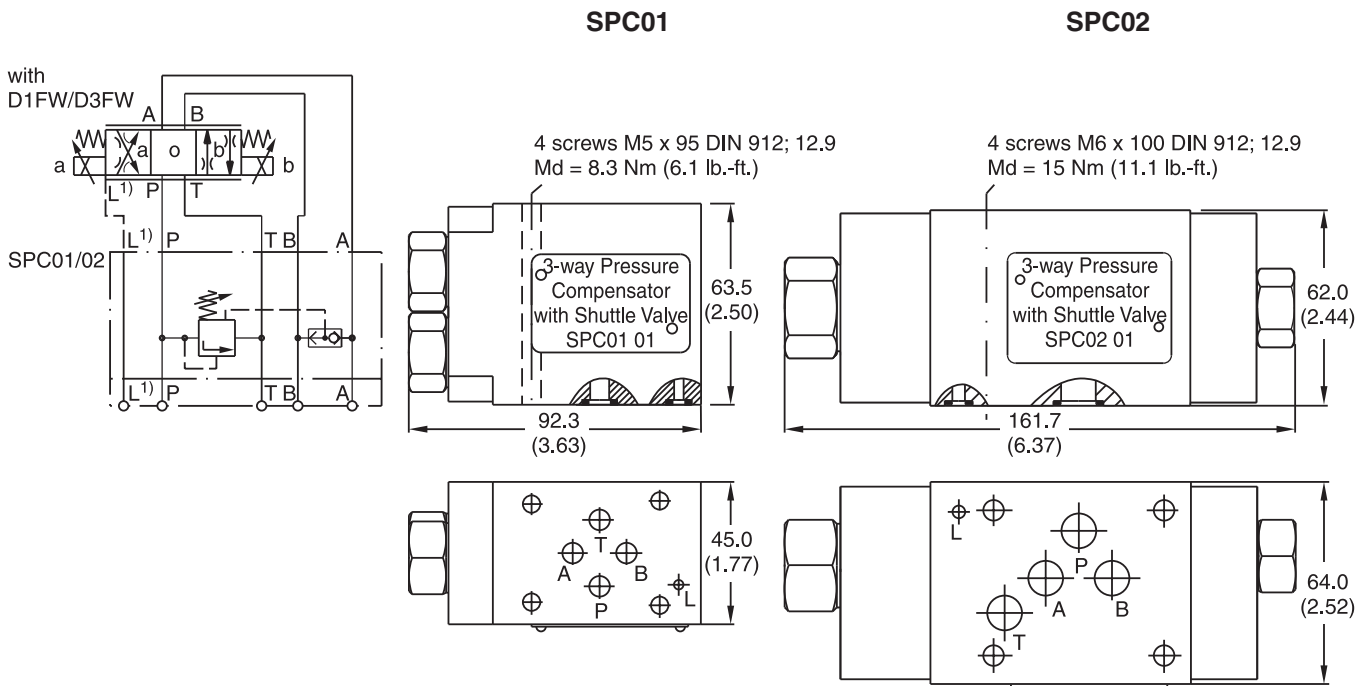 SPC01
SPC02
with
D1FW/D3FW
A B
a a o b b
L1) P T
L1) P T B A
SPC01/02
L1) P T B A
4 screws M5 x 95 DIN 912; 12.9
Md = 8.3 Nm (6.1 lb.-ft.)
3-way Pressure
Compensator
with Shuttle Valve
SPC01 01
63.5
(2.50)
92.3
(3.63)
4 screws M6 x 100 DIN 912; 12.9
Md = 15 Nm (11.1 lb.-ft.)
3-way Pressure
Compensator
with Shuttle Valve
SPC02 01
62.0
(2.44)
161.7
(6.37)
T
A B
P
L
45.0
(1.77)
L
P
A B
T
64.0
(2.52)